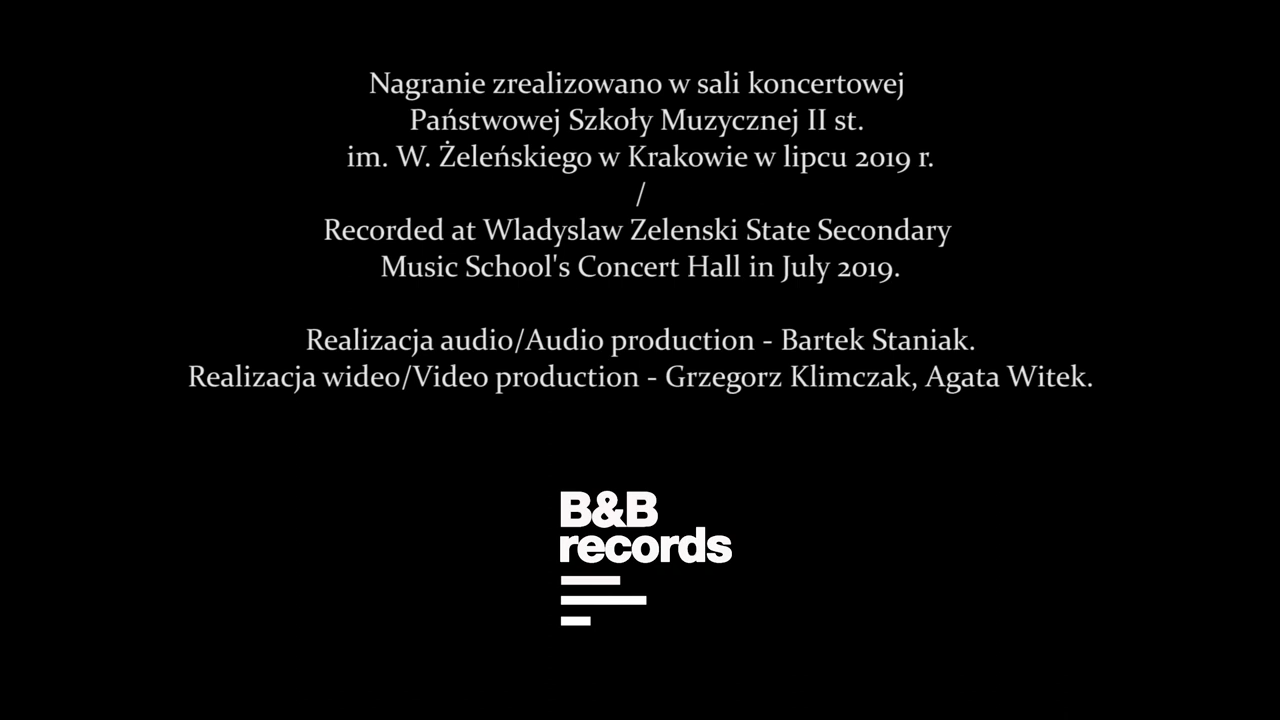 Nagranie zrealizowano w sali koncertowej
Państwowej Szkoły Muzycznej II st.
im. W. Żeleńskiego w Krakowie w lipcu 2019 r.
/
Recorded at Wladyslaw Zelenski State Secondary
Music School's Concert Hall in July 2019.
Realizacja audio/Audio production - Bartek Staniak.
Realizacja wideo/Video production - Grzegorz Klimczak, Agata Witek.
B&B
records